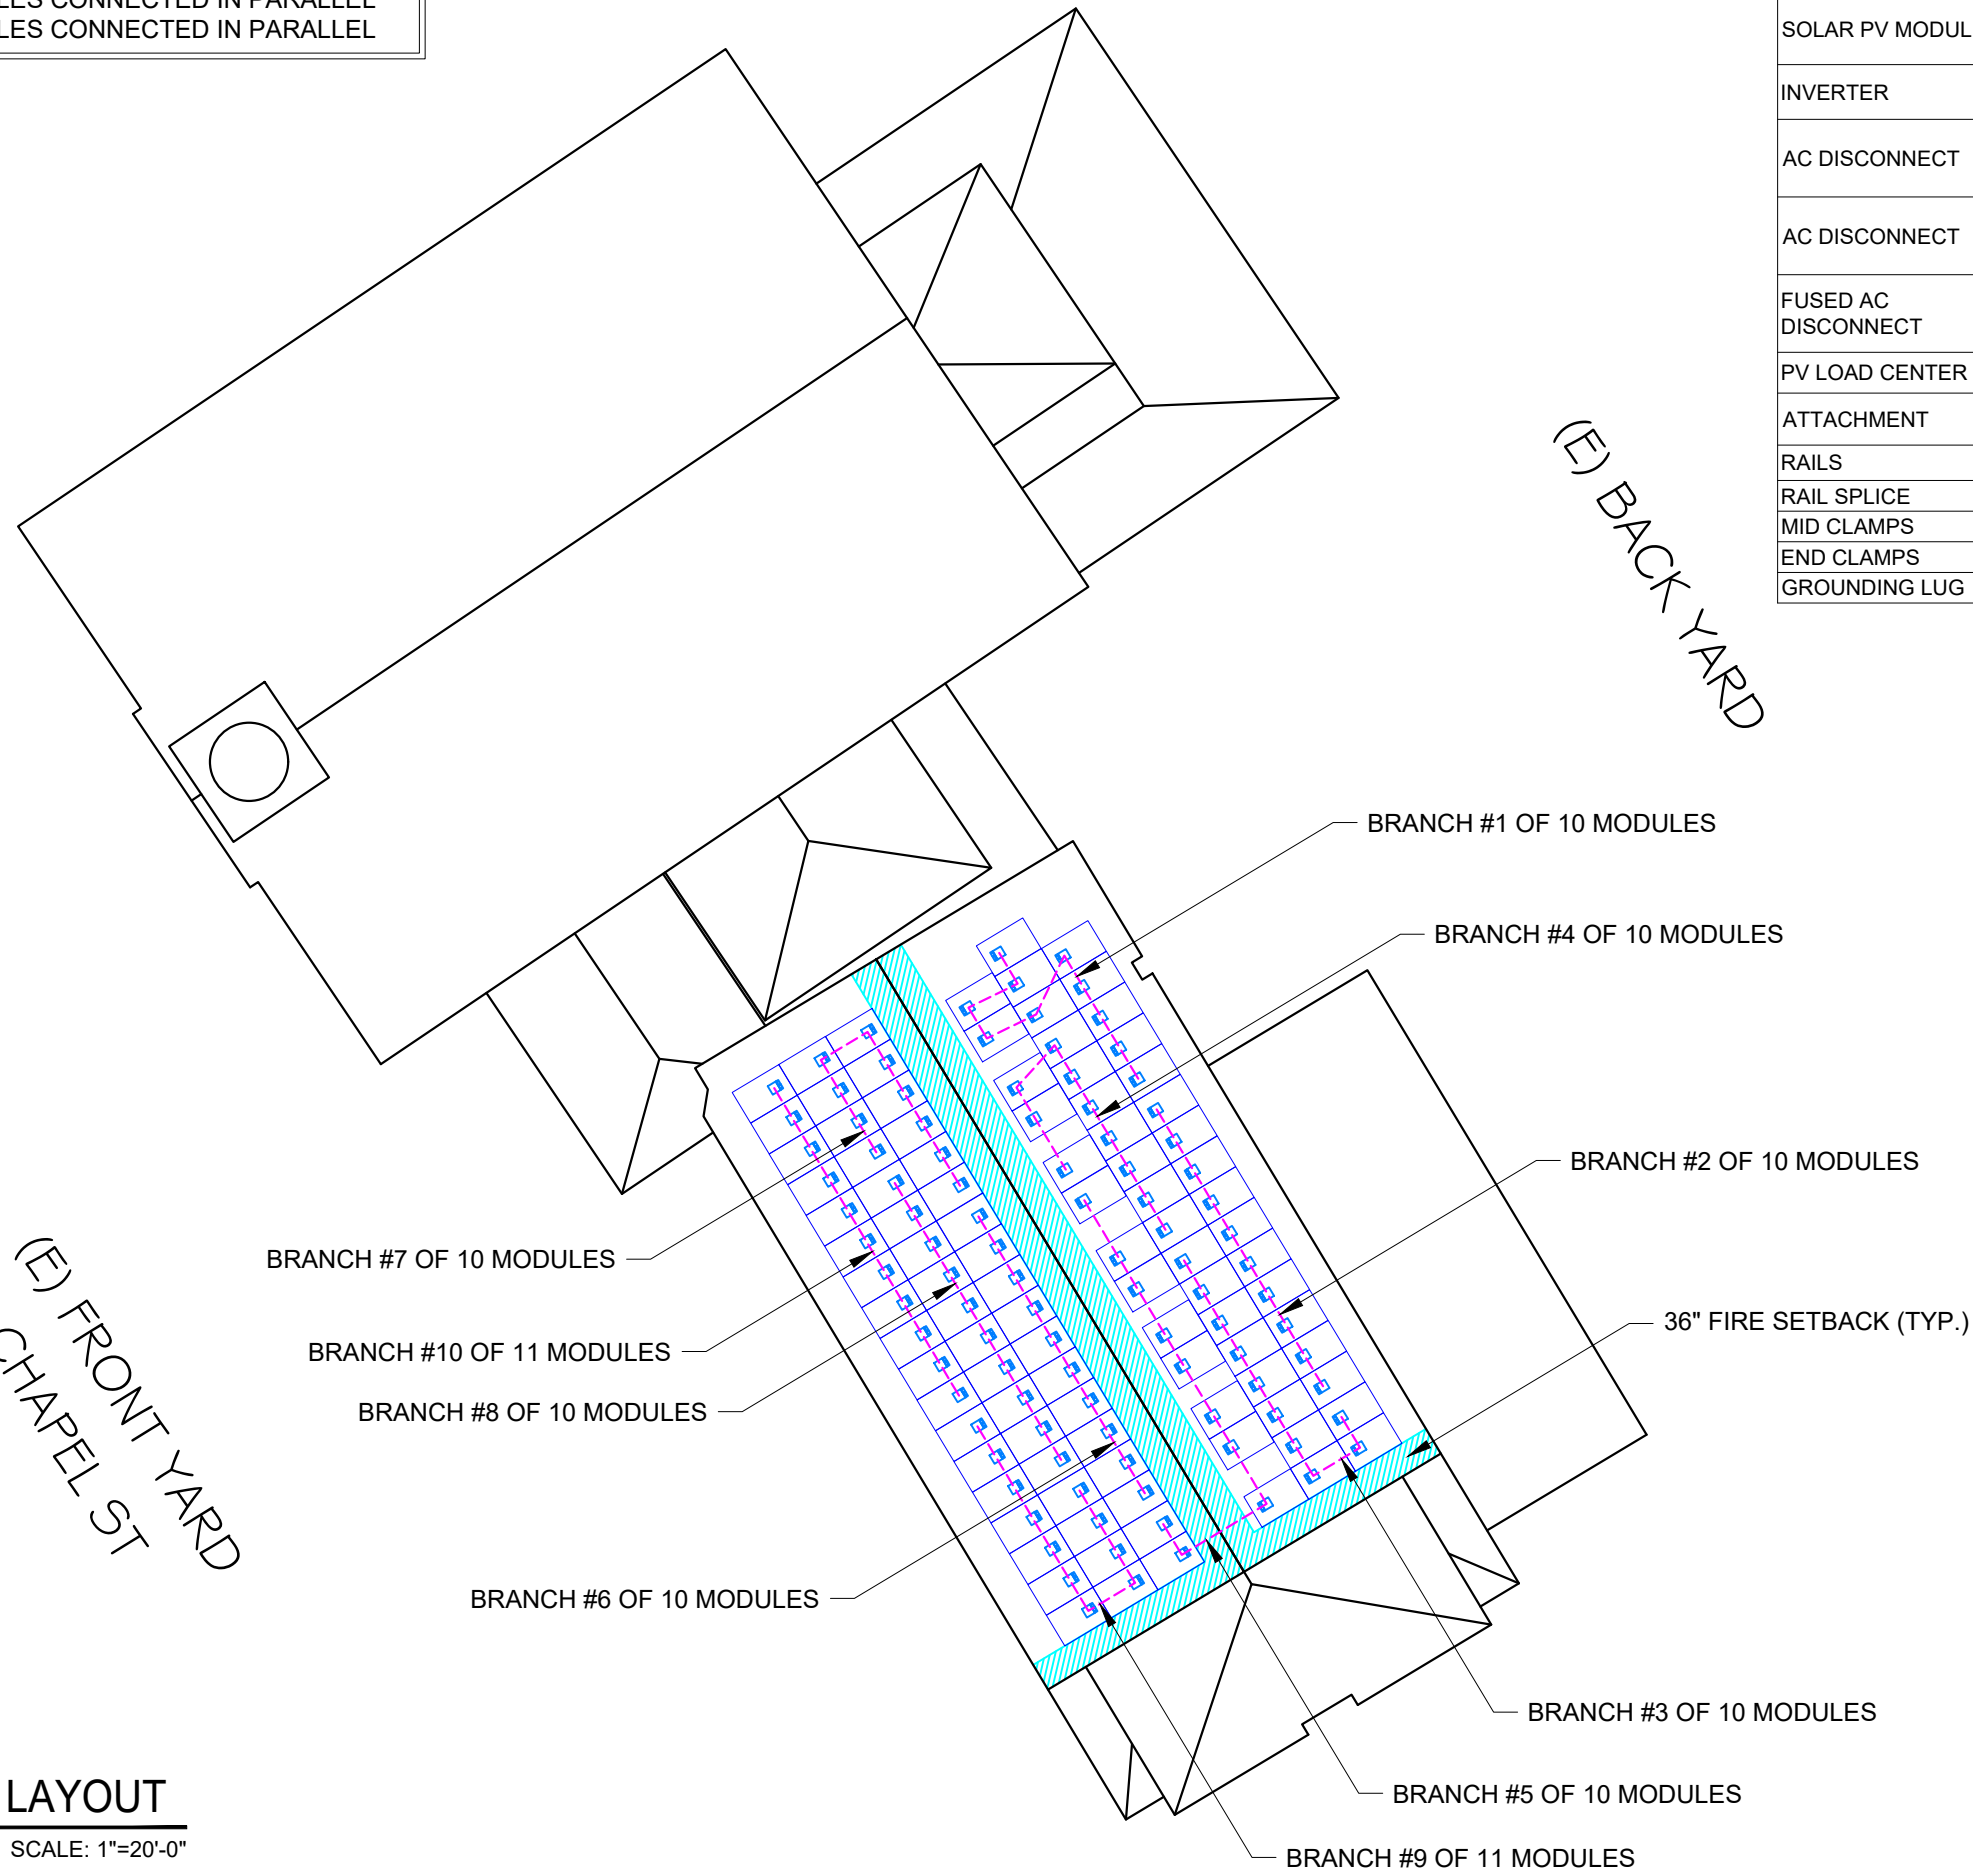 LES CONNECTED IN PARALLEL
LES CONNECTED IN PARALLEL
SOLAR PV MODUL
INVERTER
AC DISCONNECT
AC DISCONNECT
FUSED AC
DISCONNECT
PV LOAD CENTER
ATTACHMENT
RAILS
RAIL SPLICE
MID CLAMPS
END CLAMPS
GROUNDING LUG
(E) BACK YARD
BRANCH #1 OF 10 MODULES
BRANCH #4 OF 10 MODULES
BRANCH #2 OF 10 MODULES
36" FIRE SETBACK (TYP.)
BRANCH #7 OF 10 MODULES
BRANCH #10 OF 11 MODULES
BRANCH #8 OF 10 MODULES
BRANCH #6 OF 10 MODULES
(E) FRONT YARD
CHAPEL ST
BRANCH #3 OF 10 MODULES
BRANCH #5 OF 10 MODULES
BRANCH #9 OF 11 MODULES
LAYOUT
SCALE: 1"=20'-0"